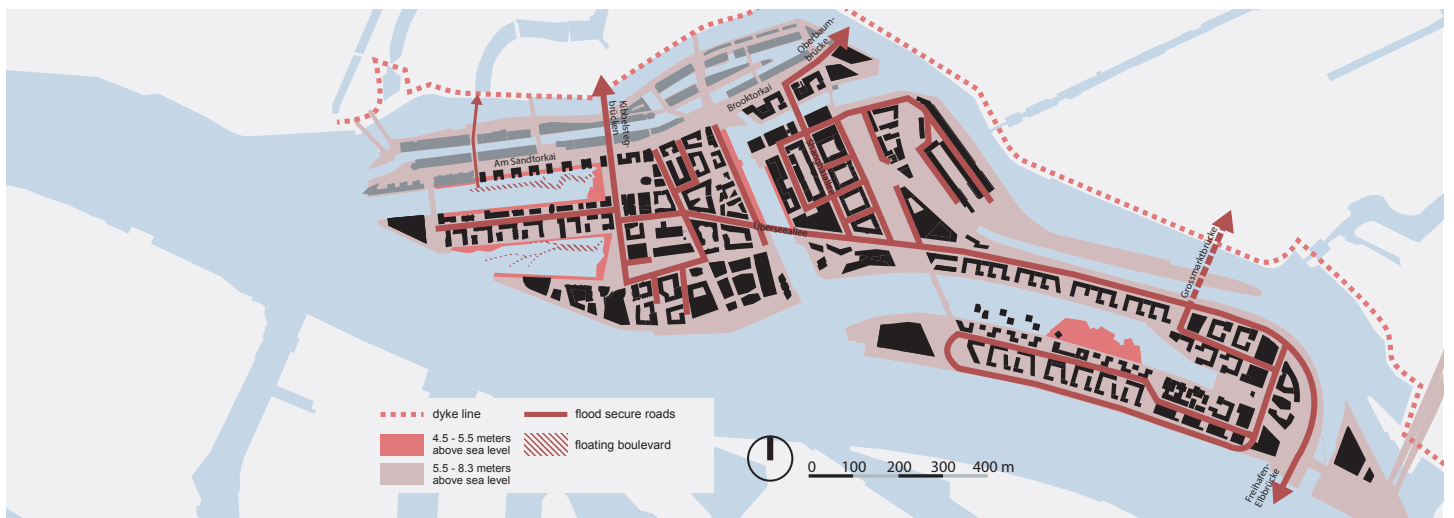 Oberbaum-
brücke
Brooktorkai
Kibbelsteg-
brücken
Am Sandtorkai
Shanghaiallee
Überseeallee
Grossmarktbrücke
Freihafen-
Elbbrücke
dyke line
flood secure roads
4.5 - 5.5 meters
above sea level
floating boulevard
5.5 - 8.3 meters
above sea level
0 100 200 300 400 m